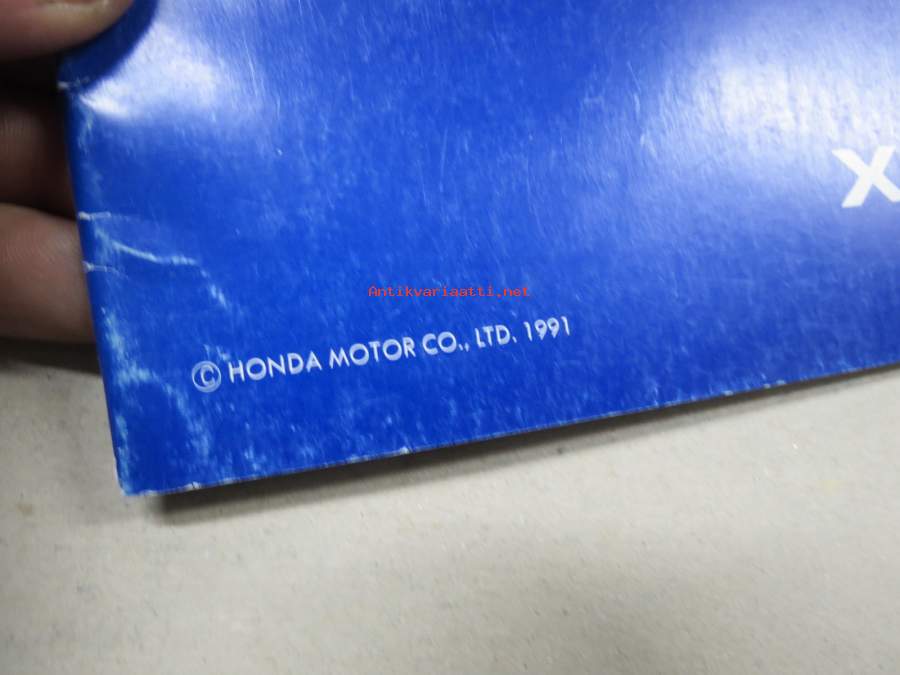 X
Antikvariaatti.net
© HONDA MOTOR CO., LTD. 1991